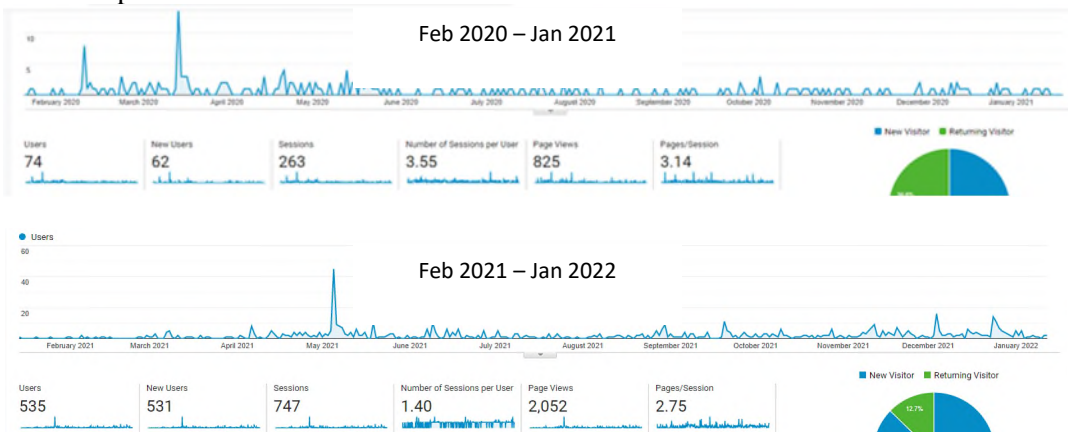 Feb 2020 – Jan 2021
10
5
February 2020 March 2020 April 2020 May 2020 June 2020 July 2020 August 2020 September 2020 October 2020 November 2020 December 2020 January 2021
New Visitor Returning Visitor
Users New Users Sessions Number of Sessions per User Page Views Pages/Session
74 62 263 3.55 825 3.14
Users
60
Feb 2021 – Jan 2022
40
20
February 2021 March 2021 April 2021 May 2021 June 2021 July 2021 August 2021 September 2021 October 2021 November 2021 December 2021 January 2022
New Visitor Returning Visitor
Users New Users Sessions Number of Sessions per User Page Views Pages/Session
535 531 747 1.40 2,052 2.75
12.7%